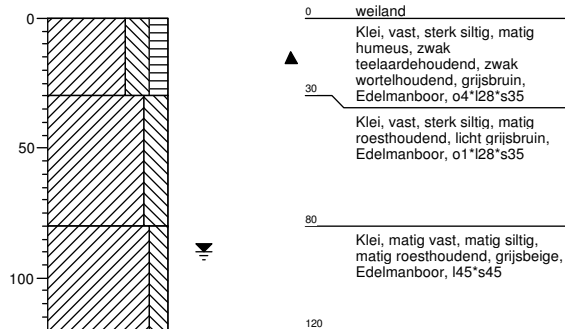 0
50
100
0
weiland
Klei, vast, sterk siltig, matig
humeus, zwak
teelaardehoudend, zwak
wortelhoudend, grijsbruin,
Edelmanboor, o4*l28*s35
30
Klei, vast, sterk siltig, matig
roesthoudend, licht grijsbruin,
Edelmanboor, o1*l28*s35
80
Klei, matig vast, matig siltig,
matig roesthoudend, grijsbeige,
Edelmanboor, l45*s45
120